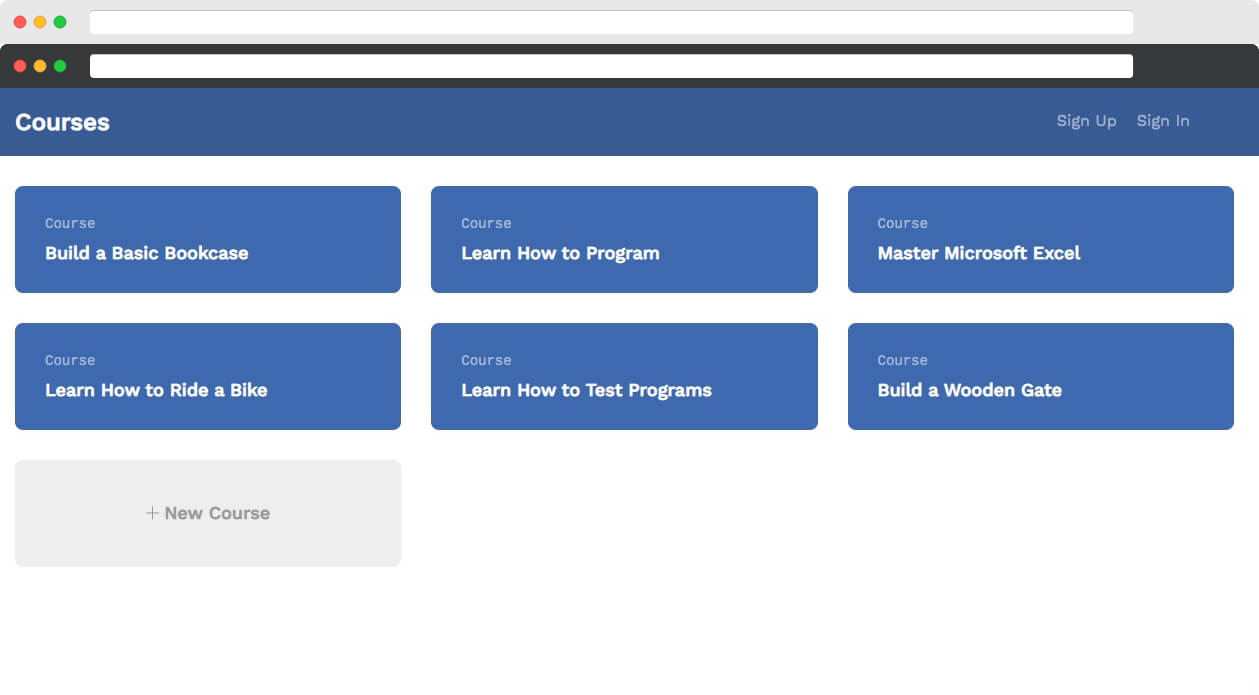 Courses
Sign Up
Sign In
Course
Build a Basic Bookcase
Course
Learn How to Program
Course
Master Microsoft Excel
Course
Learn How to Ride a Bike
Course
Learn How to Test Programs
Course
Build a Wooden Gate
+ New Course